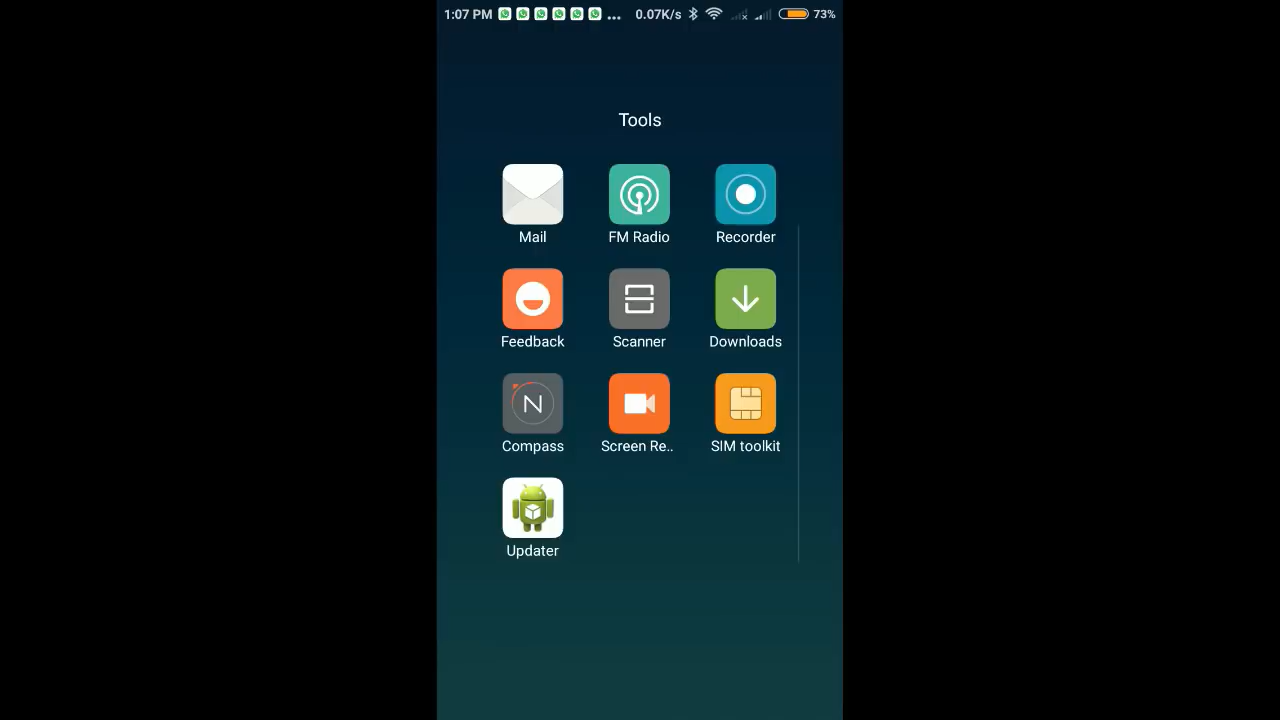 1:07 PM ... 0.07K/s 73%
Tools
Mail FM Radio Recorder
Feedback Scanner Downloads
Compass Screen Re.. SIM toolkit
Updater